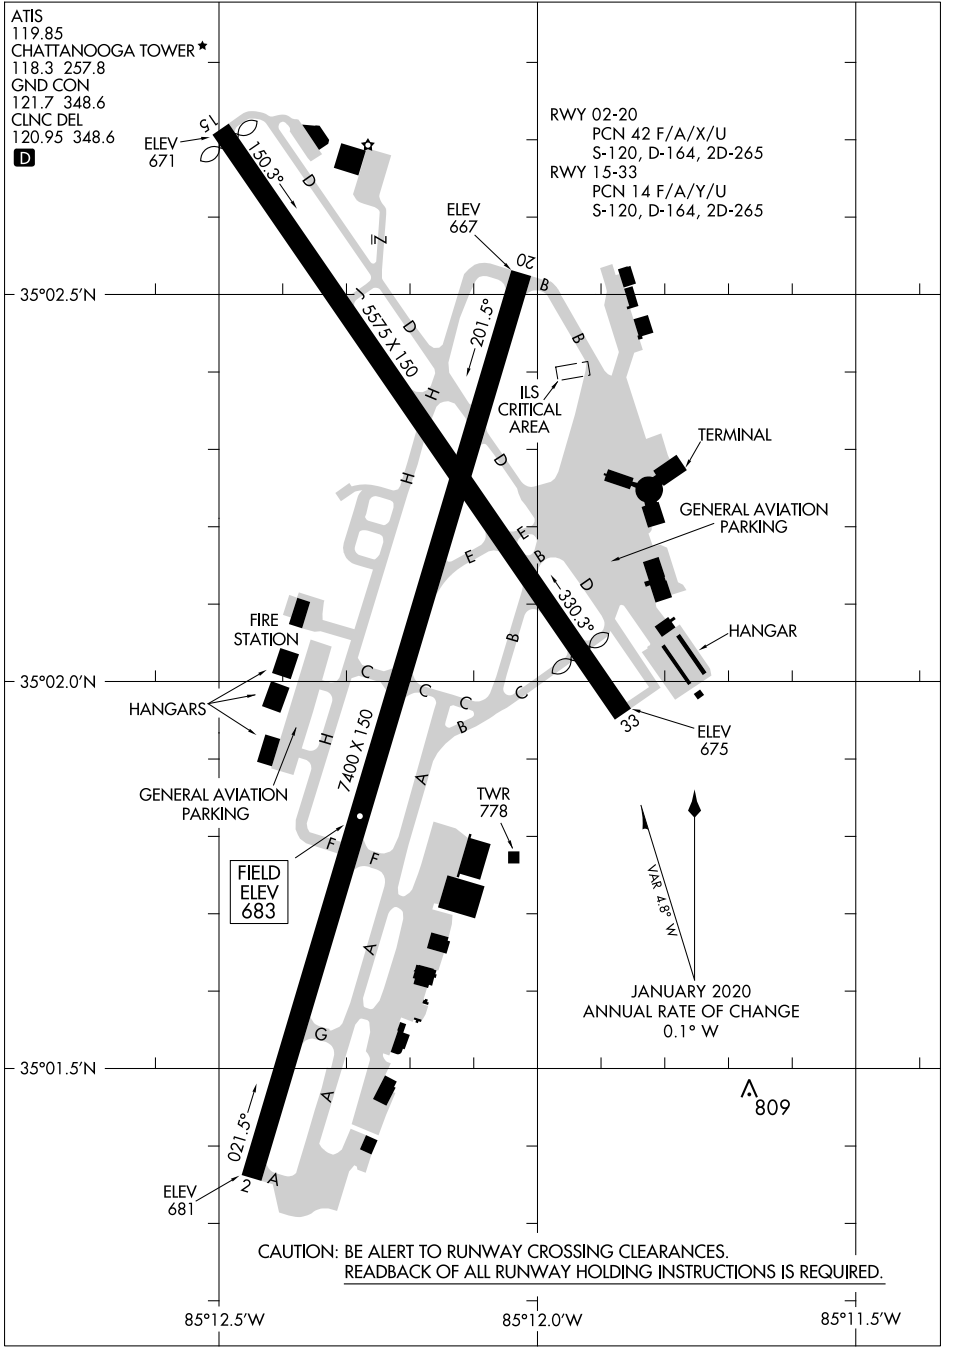 ATIS
119.85
CHATTANOOGA TOWER
118.3 257.8
GND CON
121.7 348.6
CLNC DEL
120.95 348.6
D
RWY 02-20
PCN 42 F/A/X/U
S-120, D-164, 2D-265
RWY 15-33
PCN 14 F/A/Y/U
S-120, D-164, 2D-265
15
ELEV
671
150.3°
D
Z
ELEV
667
20
B
35°02.5'N
5575 X 150
D
201.5°
B
H
ILS
CRITICAL
AREA
TERMINAL
D
H
GENERAL AVIATION
PARKING
E
E
B
D
330.3°
FIRE
STATION
B
HANGAR
35°02.0'N
C
C
C
C
HANGARS
B
33
ELEV
675
H
7400 X 150
A
GENERAL AVIATION
PARKING
TWR
778
F
F
FIELD
ELEV
683
VAR 4.8° W
A
JANUARY 2020
ANNUAL RATE OF CHANGE
0.1° W
G
35°01.5'N
A
809
021.5°
2
A
ELEV
681
CAUTION: BE ALERT TO RUNWAY CROSSING CLEARANCES.
READBACK OF ALL RUNWAY HOLDING INSTRUCTIONS IS REQUIRED.
85°12.5'W
85°12.0'W
85°11.5'W